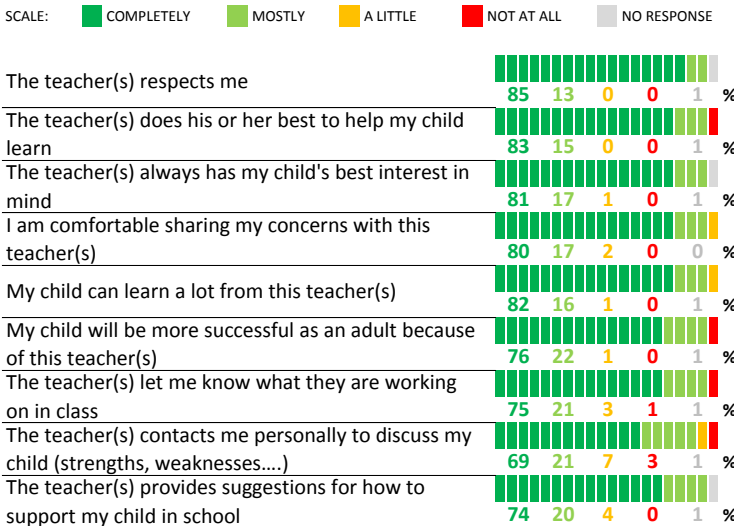 SCALE: COMPLETELY MOSTLY A LITTLE NOT AT ALL NO RESPONSE
The teacher(s) respects me
85 13 0 0 1 %
The teacher(s) does his or her best to help my child
learn
83 15 0 0 1 %
The teacher(s) always has my child's best interest in
mind
81 17 1 0 1 %
I am comfortable sharing my concerns with this
teacher(s)
80 17 2 0 0 %
My child can learn a lot from this teacher(s)
82 16 1 0 1 %
My child will be more successful as an adult because
of this teacher(s)
76 22 1 0 1 %
The teacher(s) let me know what they are working
on in class
75 21 3 1 1 %
The teacher(s) contacts me personally to discuss my
child (strengths, weaknesses....)
69 21 7 3 1 %
The teacher(s) provides suggestions for how to
support my child in school
74 20 4 0 1 %